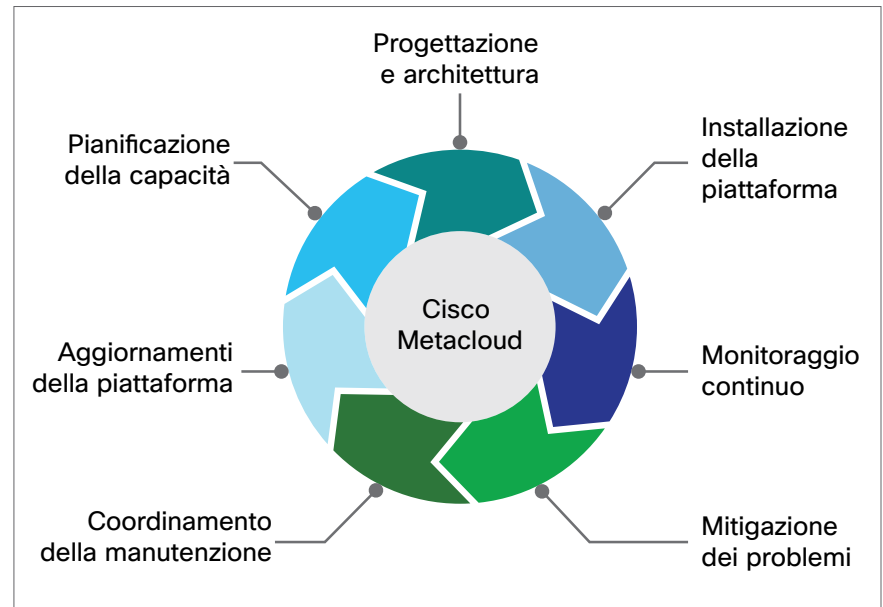 Progettazione
e architettura
Installazione
della
piattaforma
Monitoraggio
continuo
Mitigazione
dei problemi
Coordinamento
della manutenzione
Aggiornamenti
della piattaforma
Pianificazione
della capacità
Cisco
Metacloud